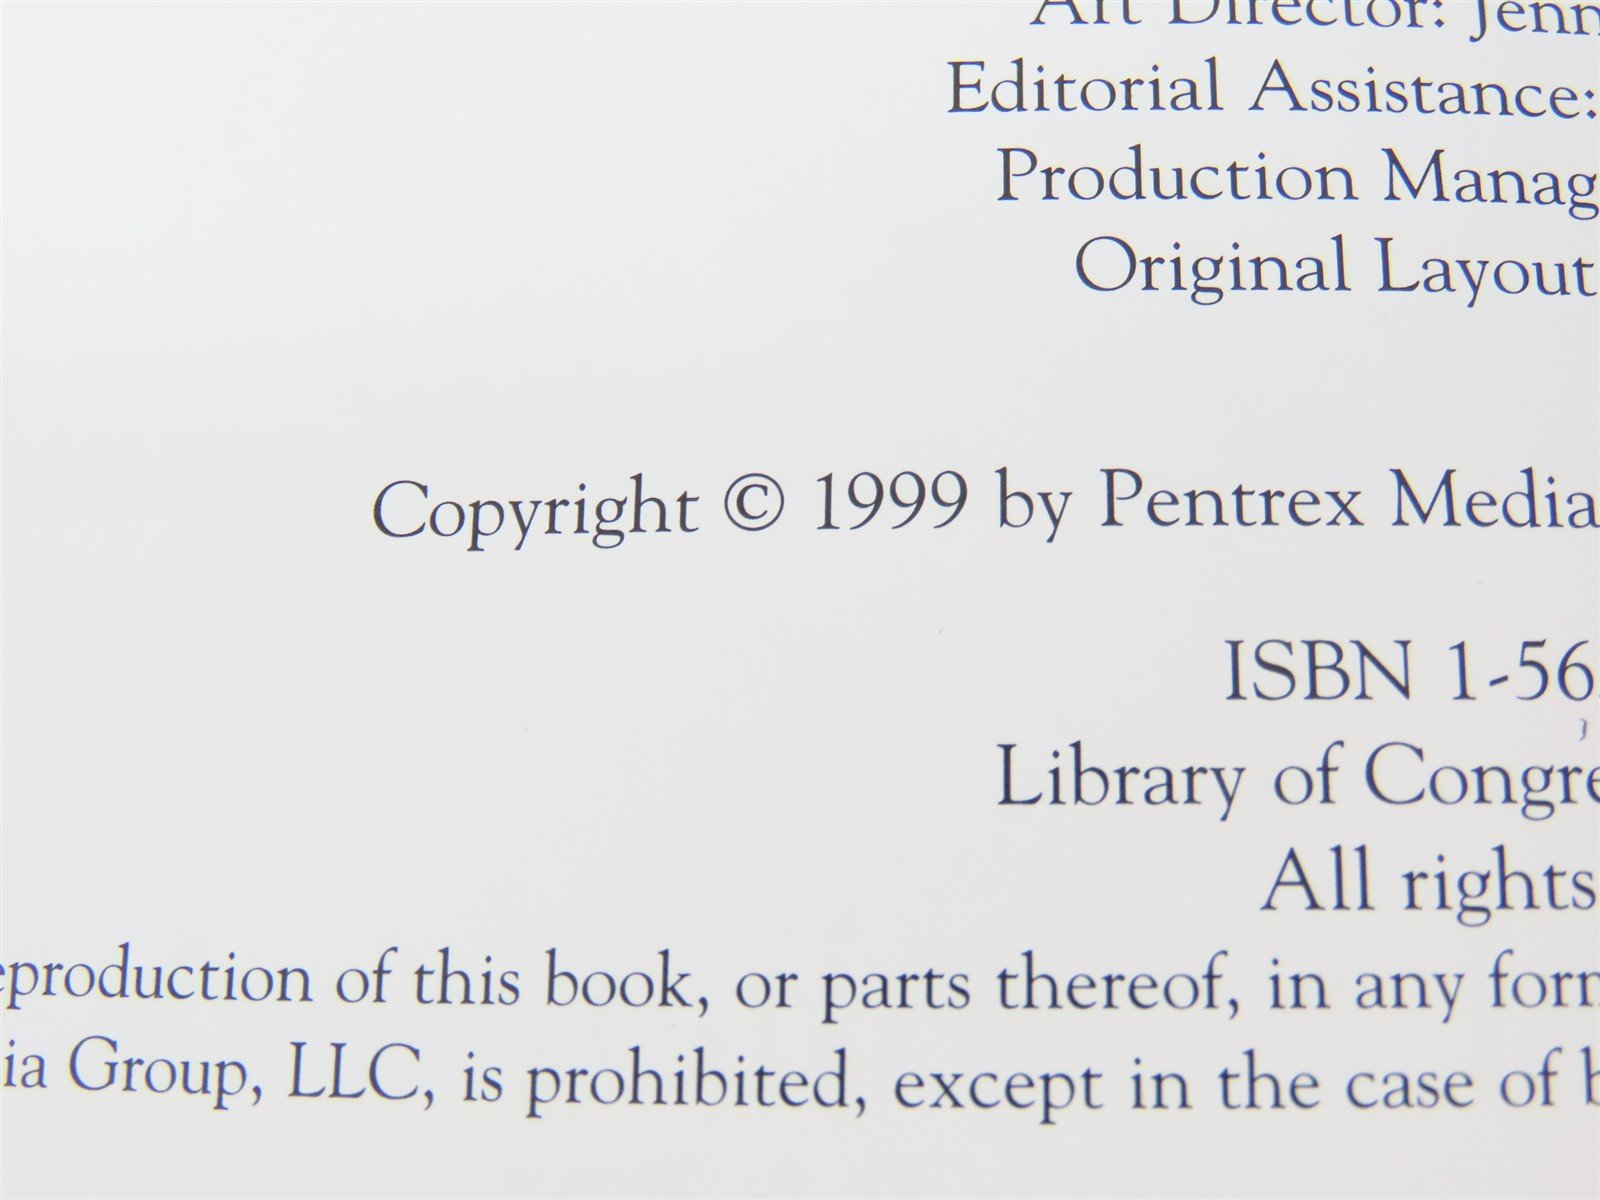 Art Director: Jenn
Editorial Assistance:
Production Manag
Original Layout
Copyright © 1999 by Pentrex Media
ISBN 1-56
Library of Congre
All rights
eproduction of this book, or parts thereof, in any form
ia Group, LLC, is prohibited, except in the case of b